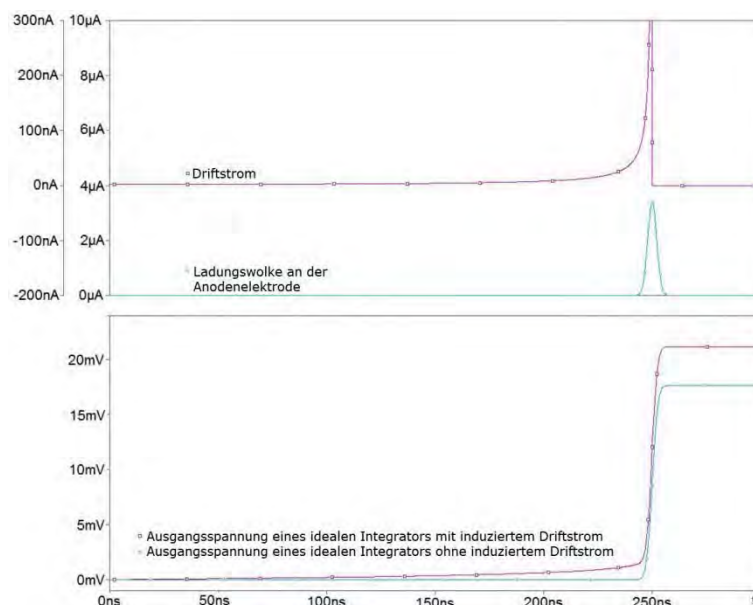 300nA 10µA
200nA 8µA
100nA 6µA
Driftstrom
0nA 4µA
-100nA 2µA
Ladungswolke an der
Anodenelektrode
-200nA 0µA
20mV
15mV
10mV
5mV
Ausgangsspannung eines idealen Integrators mit induziertem Driftstrom
Ausgangsspannung eines idealen Integrators ohne induziertem Driftstrom
0mV
0ns 50ns 100ns 150ns 200ns 250ns